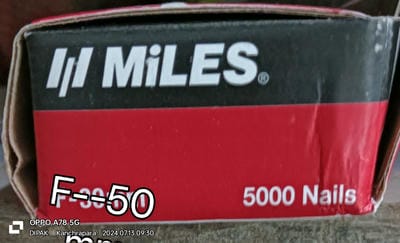 MiLES®
F--50
5000 Nails
OPPO A78 5G
DIPAK Kanchrapara 2024.07.13 09:30